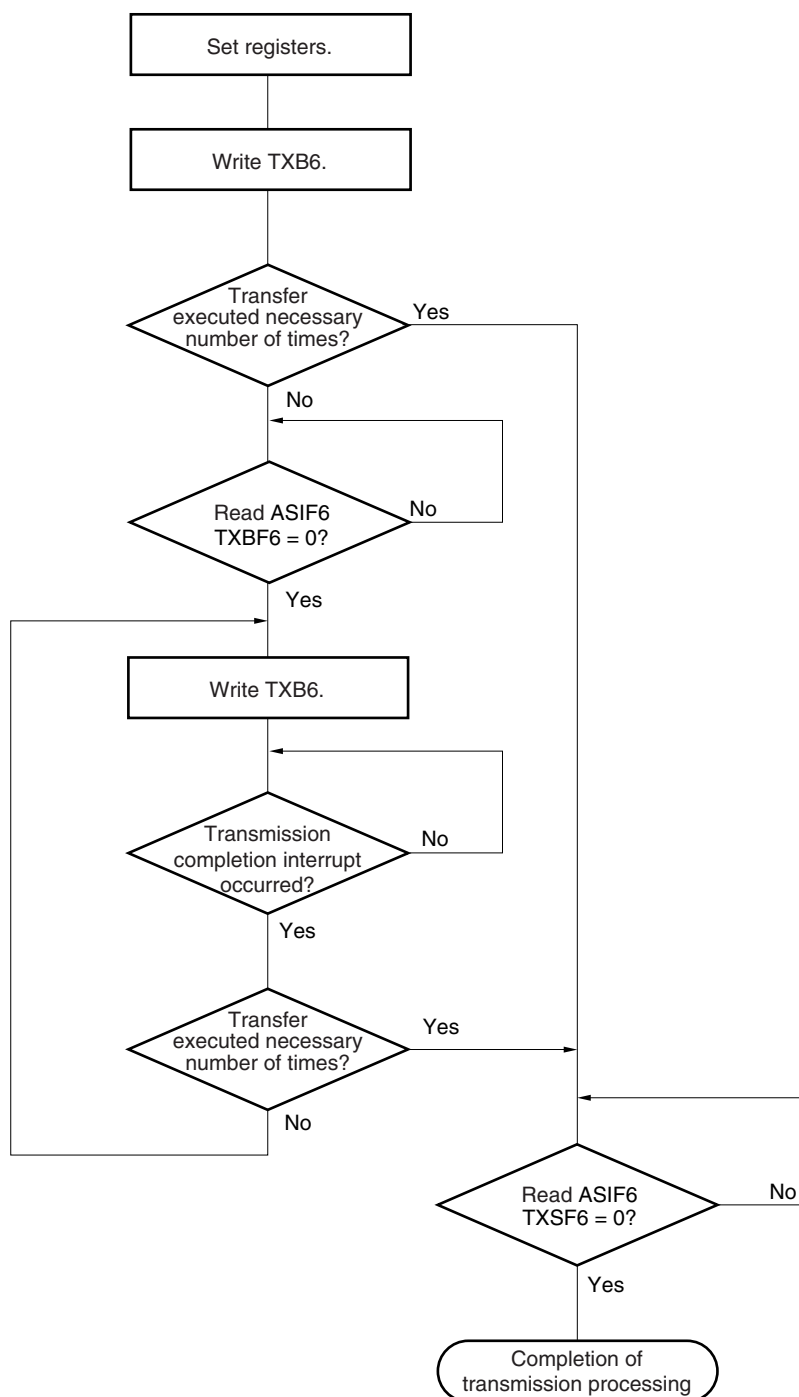 Set registers.
Write TXB6.
Transfer
executed necessary
number of times?
Yes
No
Read ASIF6
TXBF6 = 0?
No
Yes
Write TXB6.
Transmission
completion interrupt
occurred?
No
Yes
Transfer
executed necessary
number of times?
Yes
No
Read ASIF6
TXSF6 = 0?
No
Yes
Completion of
transmission processing